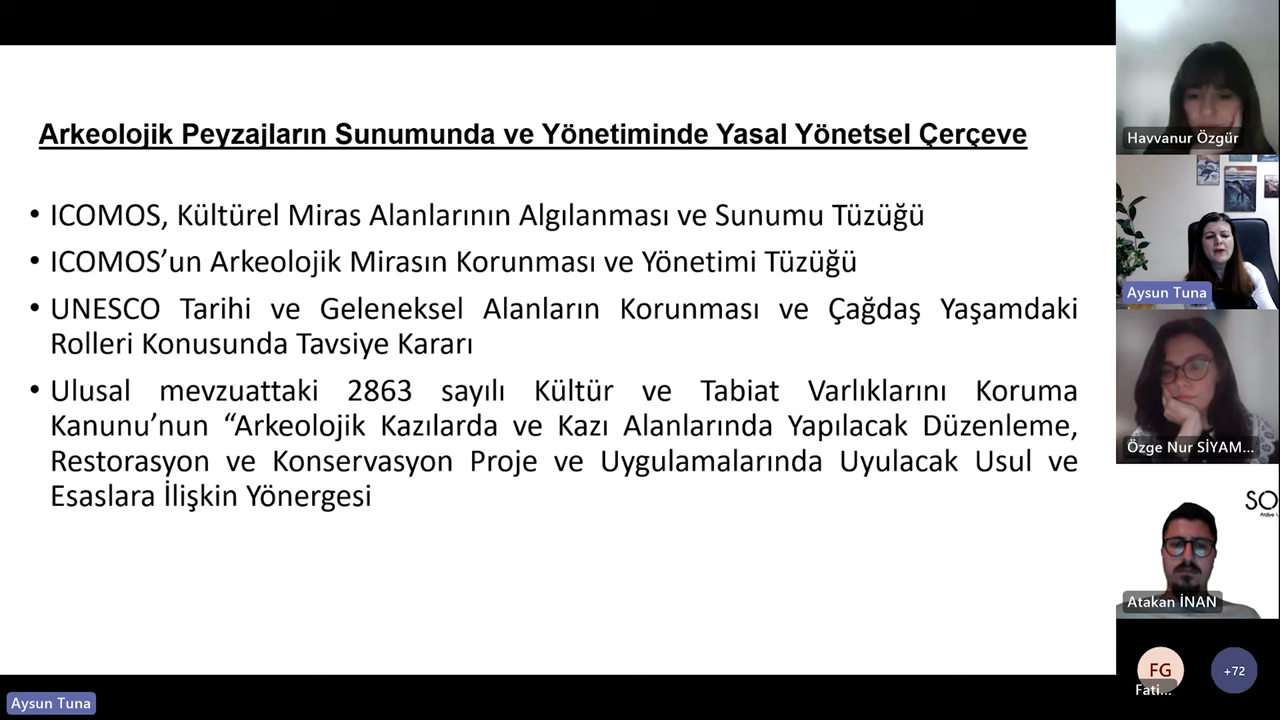 Arkeolojik Peyzajların Sunumunda ve Yönetiminde Yasal Yönetsel Çerçeve
• ICOMOS, Kültürel Miras Alanlarının Algılanması ve Sunumu Tüzüğü
• ICOMOS’un Arkeolojik Mirasın Korunması ve Yönetimi Tüzüğü
• UNESCO Tarihi ve Geleneksel Alanların Korunması ve Çağdaş Yaşamdaki
Rolleri Konusunda Tavsiye Kararı
• Ulusal mevzuattaki 2863 sayılı Kültür ve Tabiat Varlıklarını Koruma
Kanunu’nun “Arkeolojik Kazılarda ve Kazı Alanlarında Yapılacak Düzenleme,
Restorasyon ve Konservasyon Proje ve Uygulamalarında Uyulacak Usul ve
Esaslara İlişkin Yönergesi
Aysun Tuna
Havvanur Özgür
Aysun Tuna
Özge Nur SİYAM...
SO
Atakan İNAN
FG
Fati...
+72